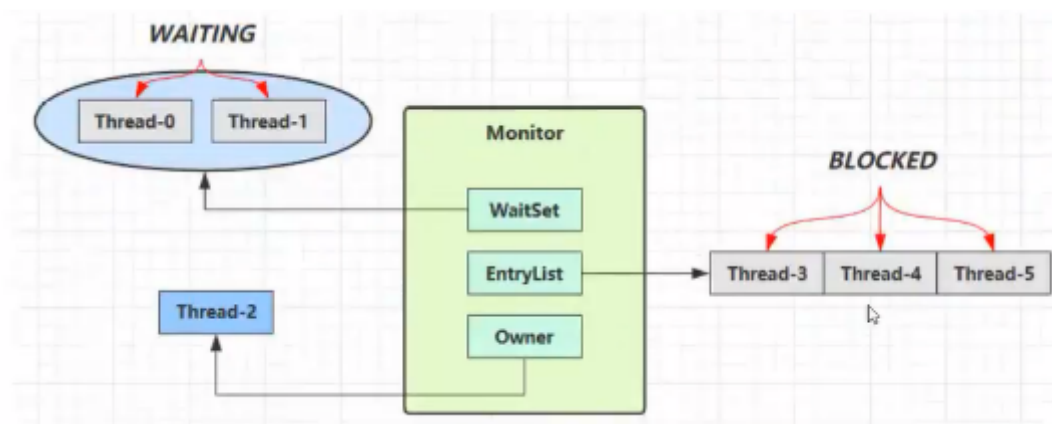 WAITING
Thread-0
Thread-1
Monitor
WaitSet
EntryList
Owner
Thread-2
BLOCKED
Thread-3
Thread-4
Thread-5